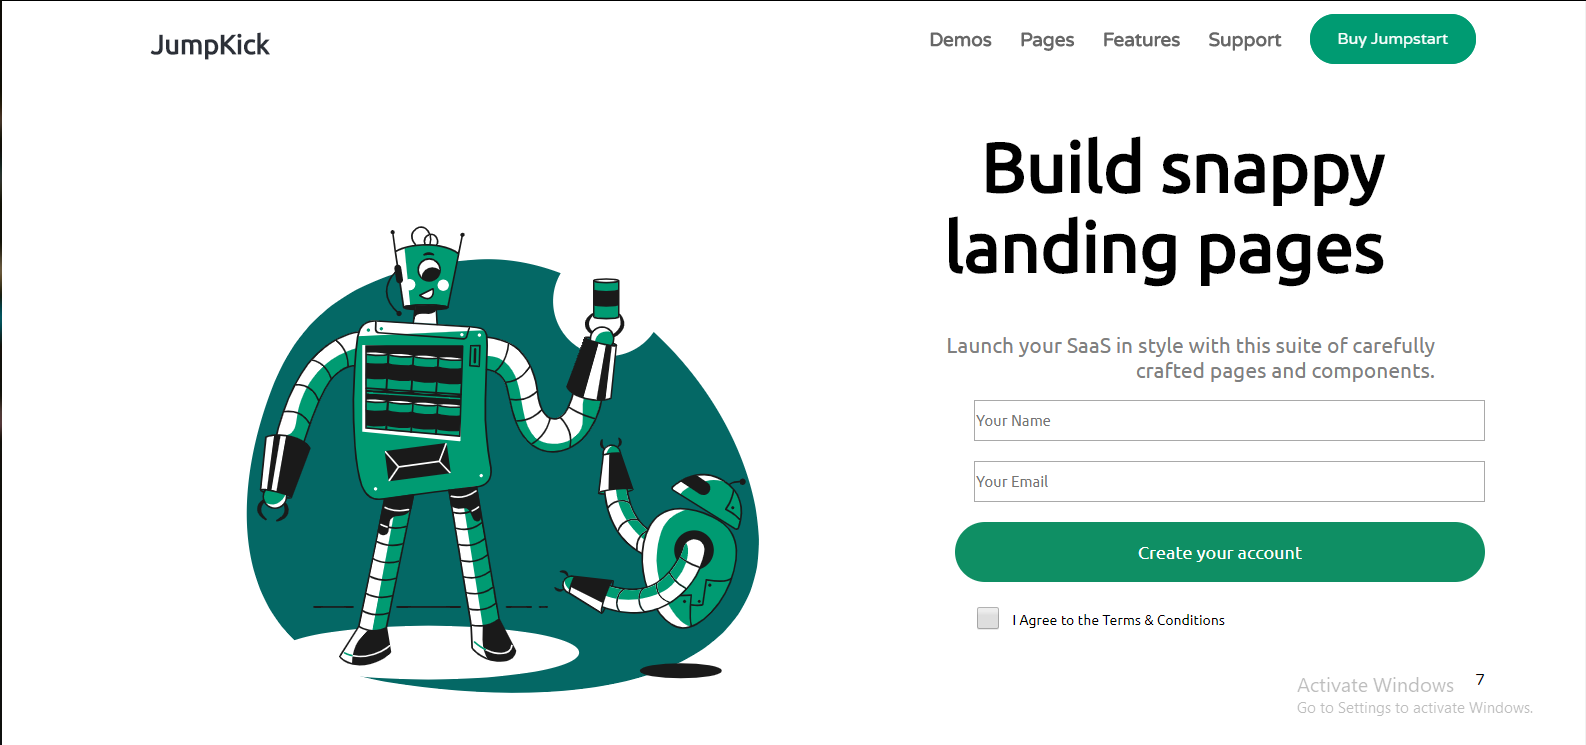 JumpKick
Demos Pages Features Support Buy Jumpstart
Build snappy
landing pages
Launch your SaaS in style with this suite of carefully
crafted pages and components.
Your Name
Your Email
Create your account
I Agree to the Terms & Conditions
7
Activate Windows
Go to Settings to activate Windows.